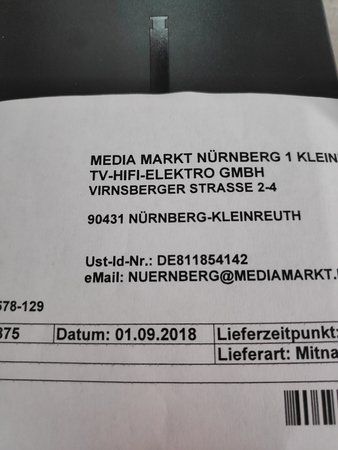 MEDIA MARKT NÜRNBERG 1 KLEIN
TV-HIFI-ELEKTRO GMBH
VIRNSBERGER STRASSE 2-4
90431 NÜRNBERG-KLEINREUTH
Ust-Id-Nr.: DE811854142
eMail: NUERNBERG@MEDIAMARKT.
578-129
375 Datum: 01.09.2018 Lieferzeitpunkt:
Lieferart: Mitna